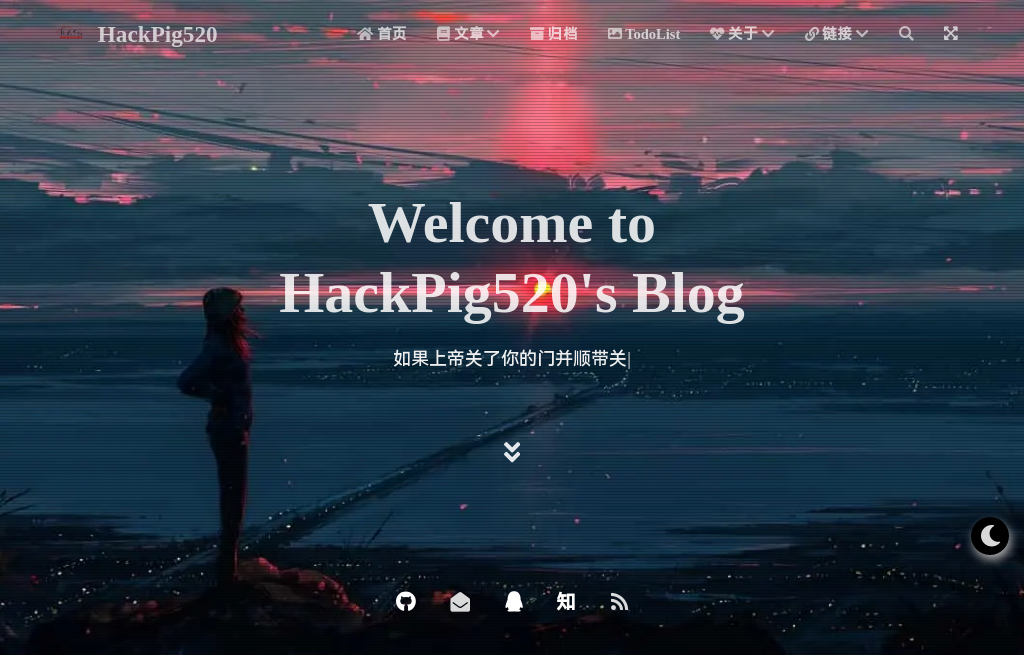 HackPig520
首页
文章
归档
TodoList
关于
链接
Welcome to
HackPig520's Blog
如果上帝关了你的门并顺带关|
知